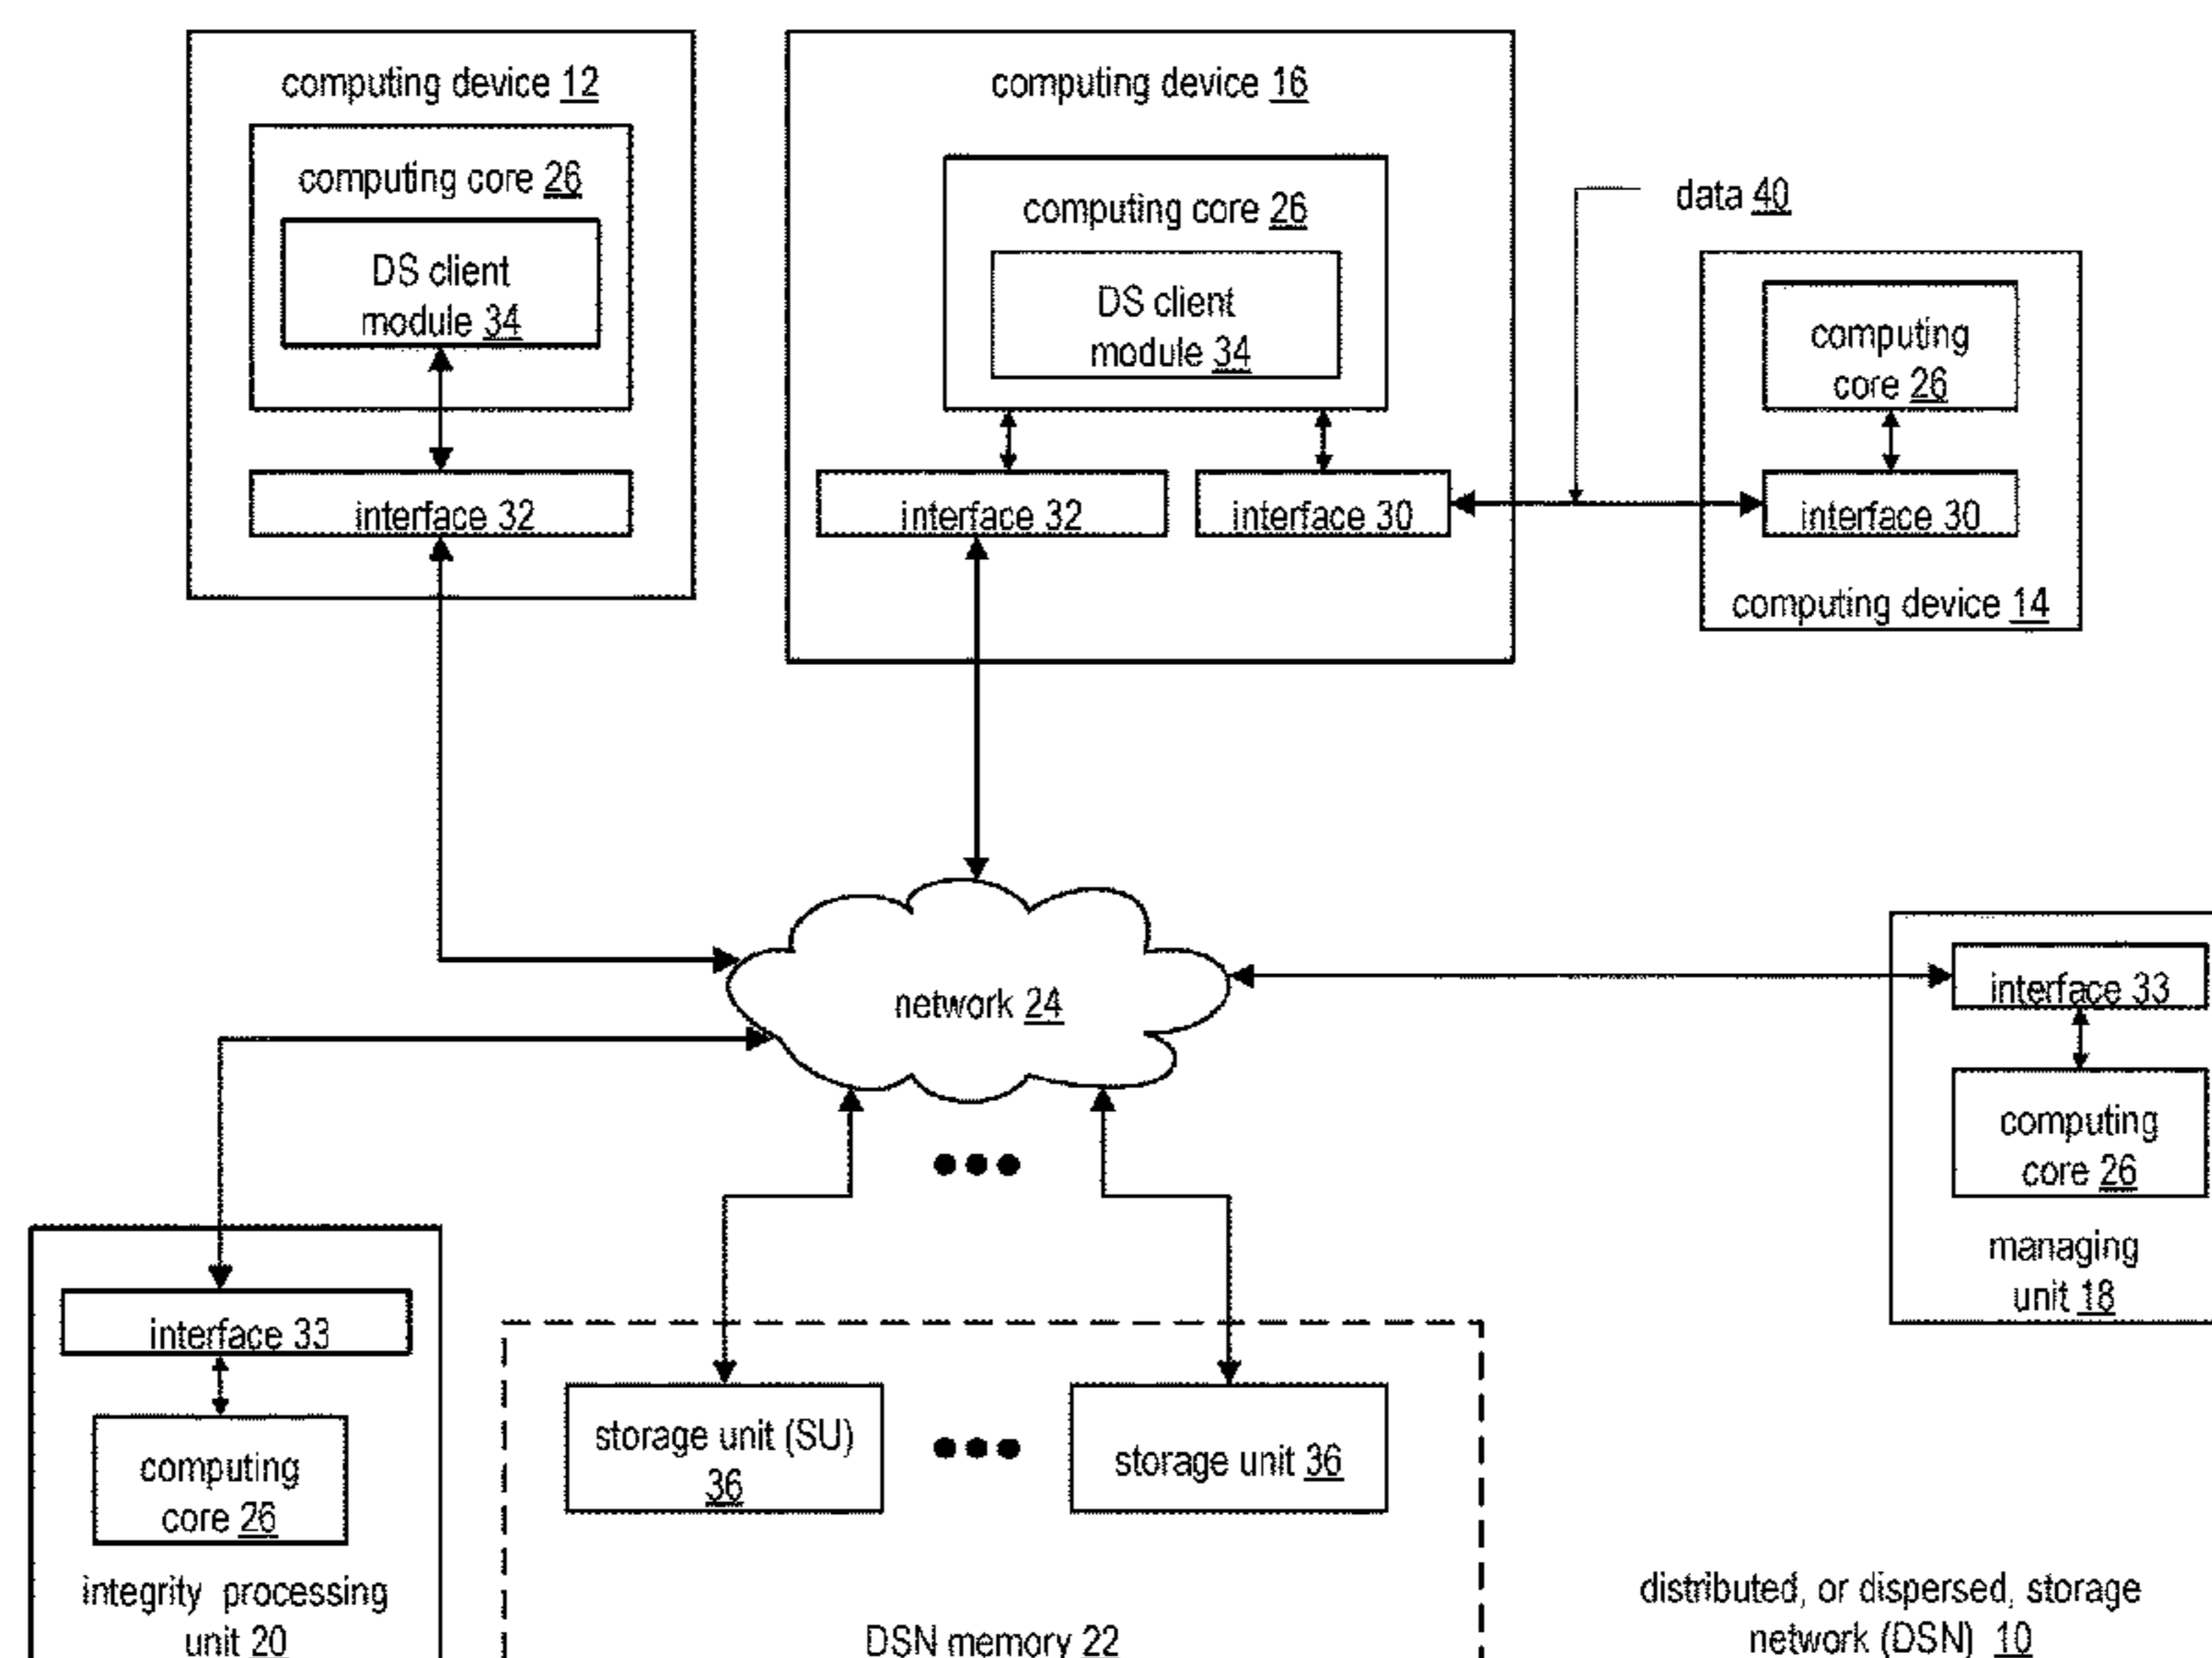 computing device 12
computing core 26
DS client
module 34
interface 32
computing device 16
computing core 26
DS client
module 34
interface 32
interface 30
data 40
computing
core 26
interface 30
computing device 14
network 24
interface 33
computing
core 26
managing
unit 18
interface 33
computing
core 26
integrity processing
unit 20
storage unit (SU)
36
storage unit 36
DSN memory 22
distributed, or dispersed, storage
network (DSN) 10